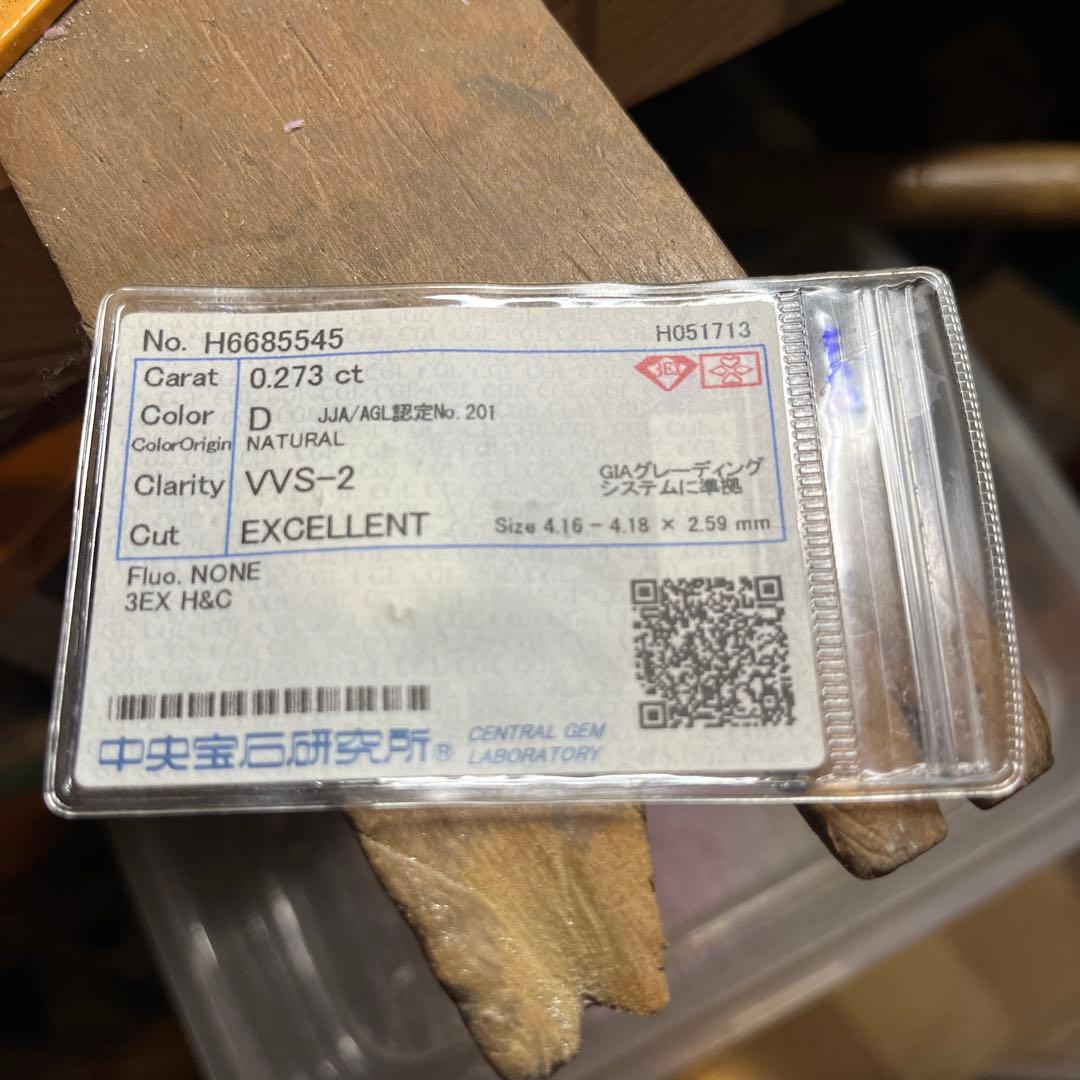 No. H6685545 H051713
Carat 0.273 ct
3EX
Color D JJA/AGL認定No.201
ColorOrigin NATURAL
Clarity VVS-2 GIAグレーディング
システムに準拠
Cut EXCELLENT Size 4.16 - 4.18 × 2.59 mm
Fluo. NONE
3EX H&C
中央宝石研究所® CENTRAL GEM
LABORATORY